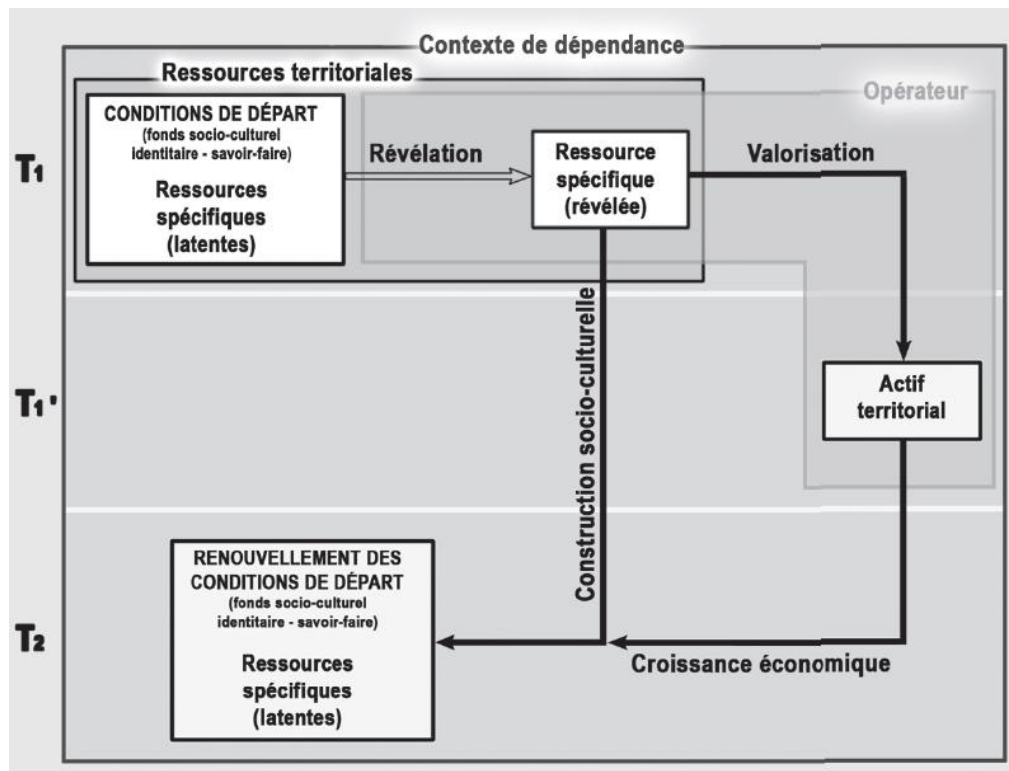 Contexte de dépendance
Ressources territoriales
Opérateur
T1
CONDITIONS DE DÉPART
(fonds socio-culturel
identitaire - savoir-faire)
Ressources
spécifiques
(latentes)
Révélation
Ressource
spécifique
(révélée)
Valorisation
Construction socio-culturelle
T1'
Actif
territorial
T2
RENOUVELLEMENT DES
CONDITIONS DE DÉPART
(fonds socio-culturel
identitaire - savoir-faire)
Ressources
spécifiques
(latentes)
Croissance économique